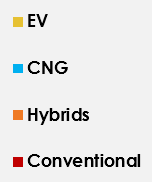 EV
CNG
Hybrids
Conventional